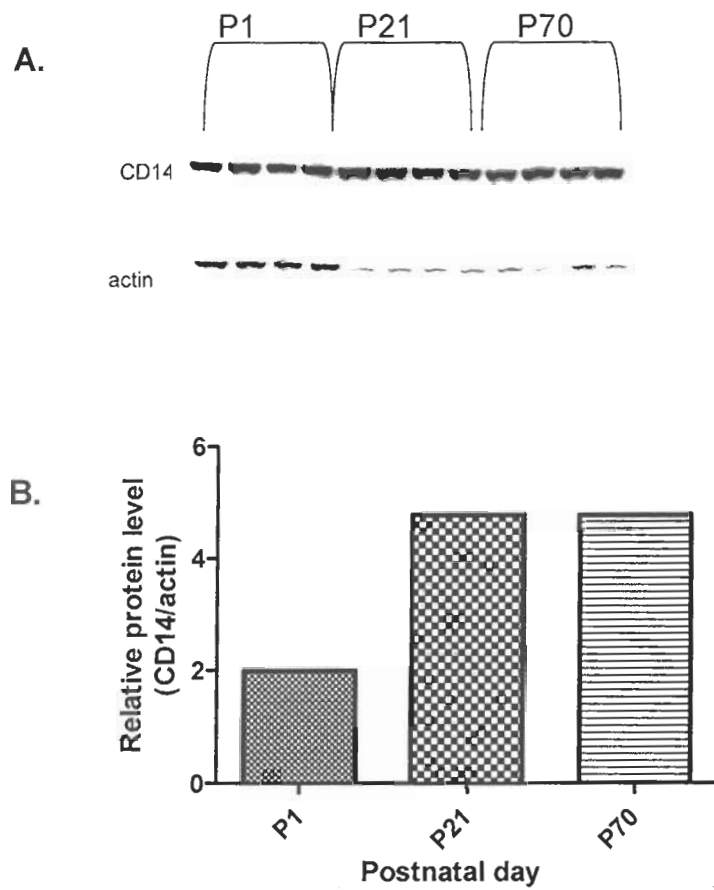 P1 P21 P70
A.
CD14
actin
B.
Relative protein level
(CD14/actin)
6
4
2
0
P1 P21 P70
Postnatal day